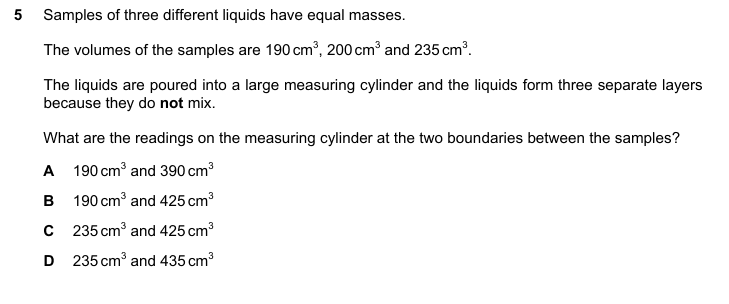 5 Samples of three different liquids have equal masses.
The volumes of the samples are 190 cm³, 200 cm³ and 235 cm³.
The liquids are poured into a large measuring cylinder and the liquids form three separate layers
because they do not mix.
What are the readings on the measuring cylinder at the two boundaries between the samples?
A 190 cm³ and 390 cm³
B 190 cm³ and 425 cm³
C 235 cm³ and 425 cm³
D 235 cm³ and 435 cm³